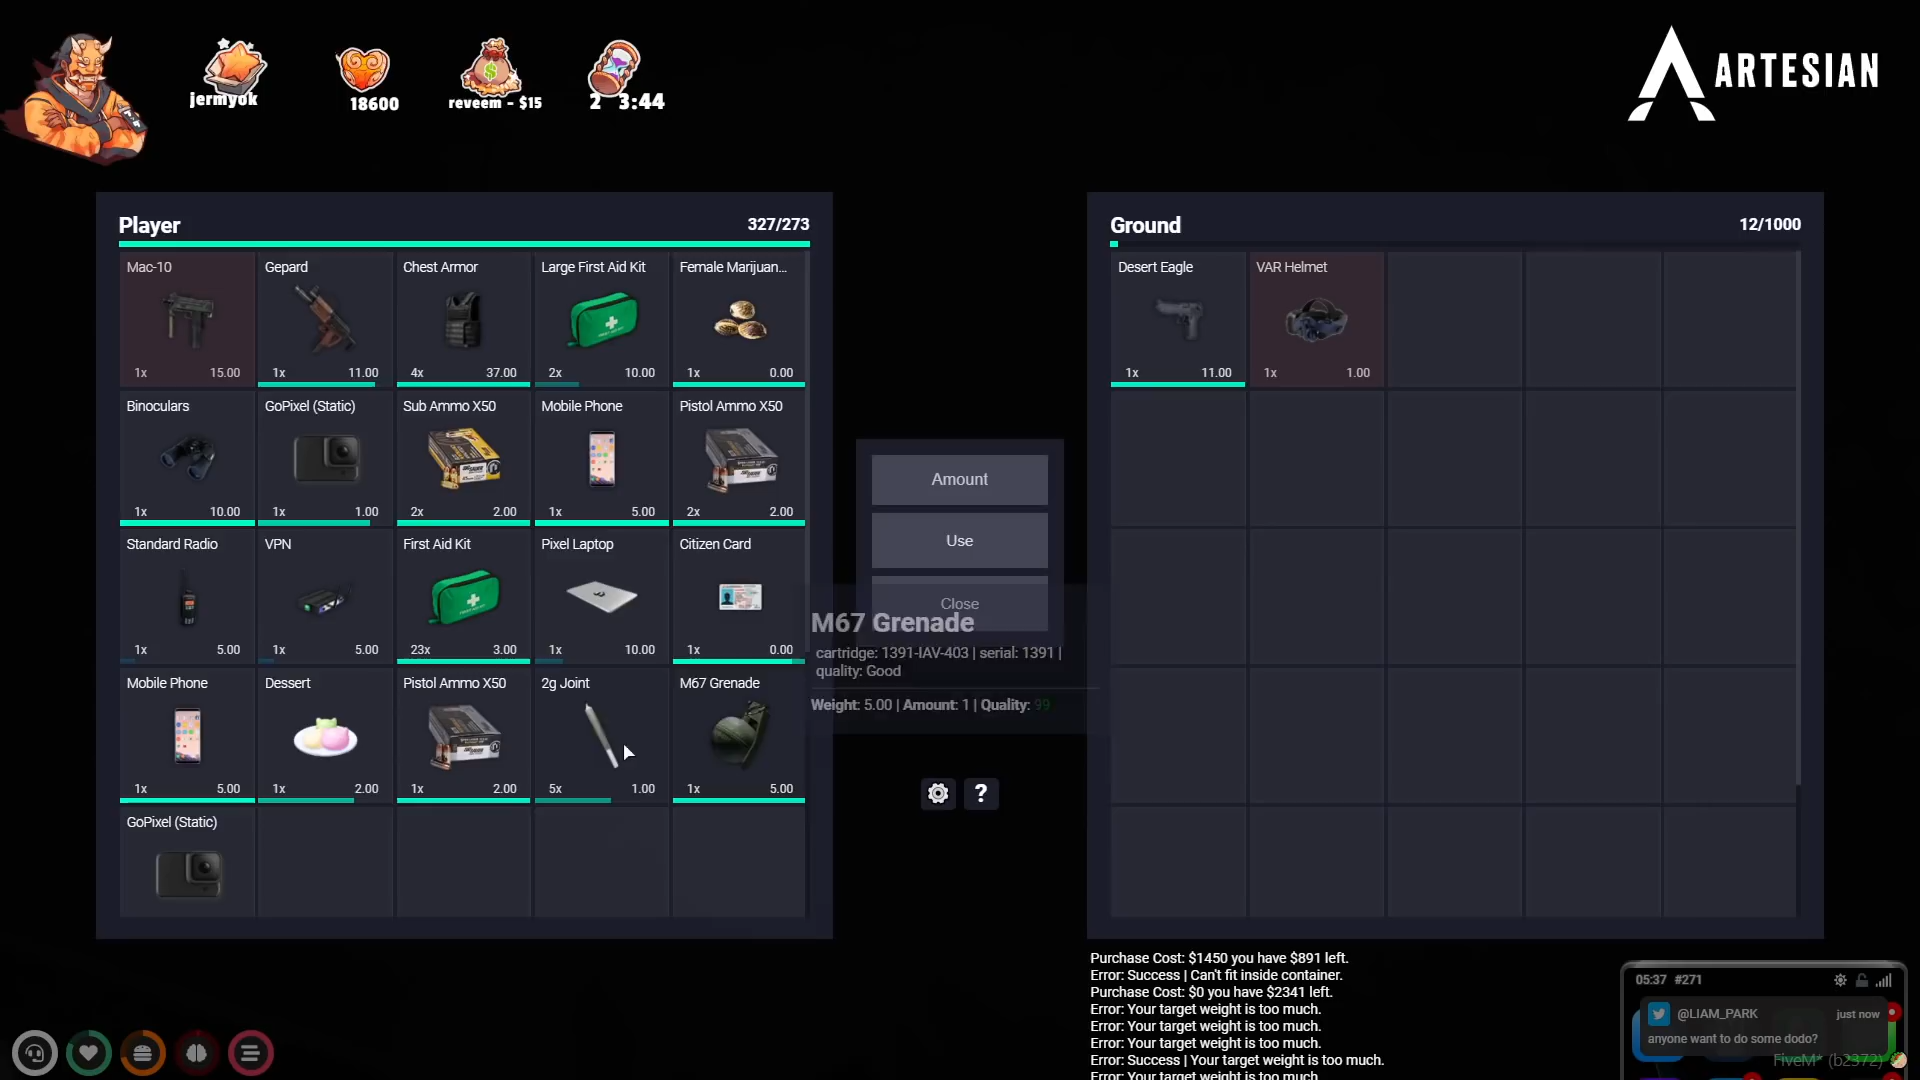 jermyok
18600
reveem - $15
2 3:44
ARTESIAN
Player 327/273
Mac-10
Gepard
Chest Armor
Large First Aid Kit
Female Marijuan...
1x 15.00
1x 11.00
4x 37.00
2x 10.00
1x 0.00
Binoculars
GoPixel (Static)
Sub Ammo X50
Mobile Phone
Pistol Ammo X50
1x 10.00
1x 1.00
2x 2.00
1x 5.00
2x 2.00
Standard Radio
VPN
First Aid Kit
Pixel Laptop
Citizen Card
1x 5.00
1x 5.00
23x 3.00
1x 10.00
1x 0.00
Mobile Phone
Dessert
Pistol Ammo X50
2g Joint
M67 Grenade
1x 5.00
1x 2.00
1x 2.00
5x 1.00
1x 5.00
GoPixel (Static)
Amount
Use
Close
M67 Grenade
cartridge: 1391-IAV-403 | serial: 1391 |
quality: Good
Weight: 5.00 | Amount: 1 | Quality: 99
?
Ground 12/1000
Desert Eagle
VAR Helmet
1x 11.00
1x 1.00
Purchase Cost: $1450 you have $891 left.
Error: Success | Can't fit inside container.
Purchase Cost: $0 you have $2341 left.
Error: Your target weight is too much.
Error: Your target weight is too much.
Error: Your target weight is too much.
Error: Success | Your target weight is too much.
Error: Your target weight is too much.
05:37 #271
@LIAM_PARK just now
anyone want to do some dodo?
FiveM* (b2372)